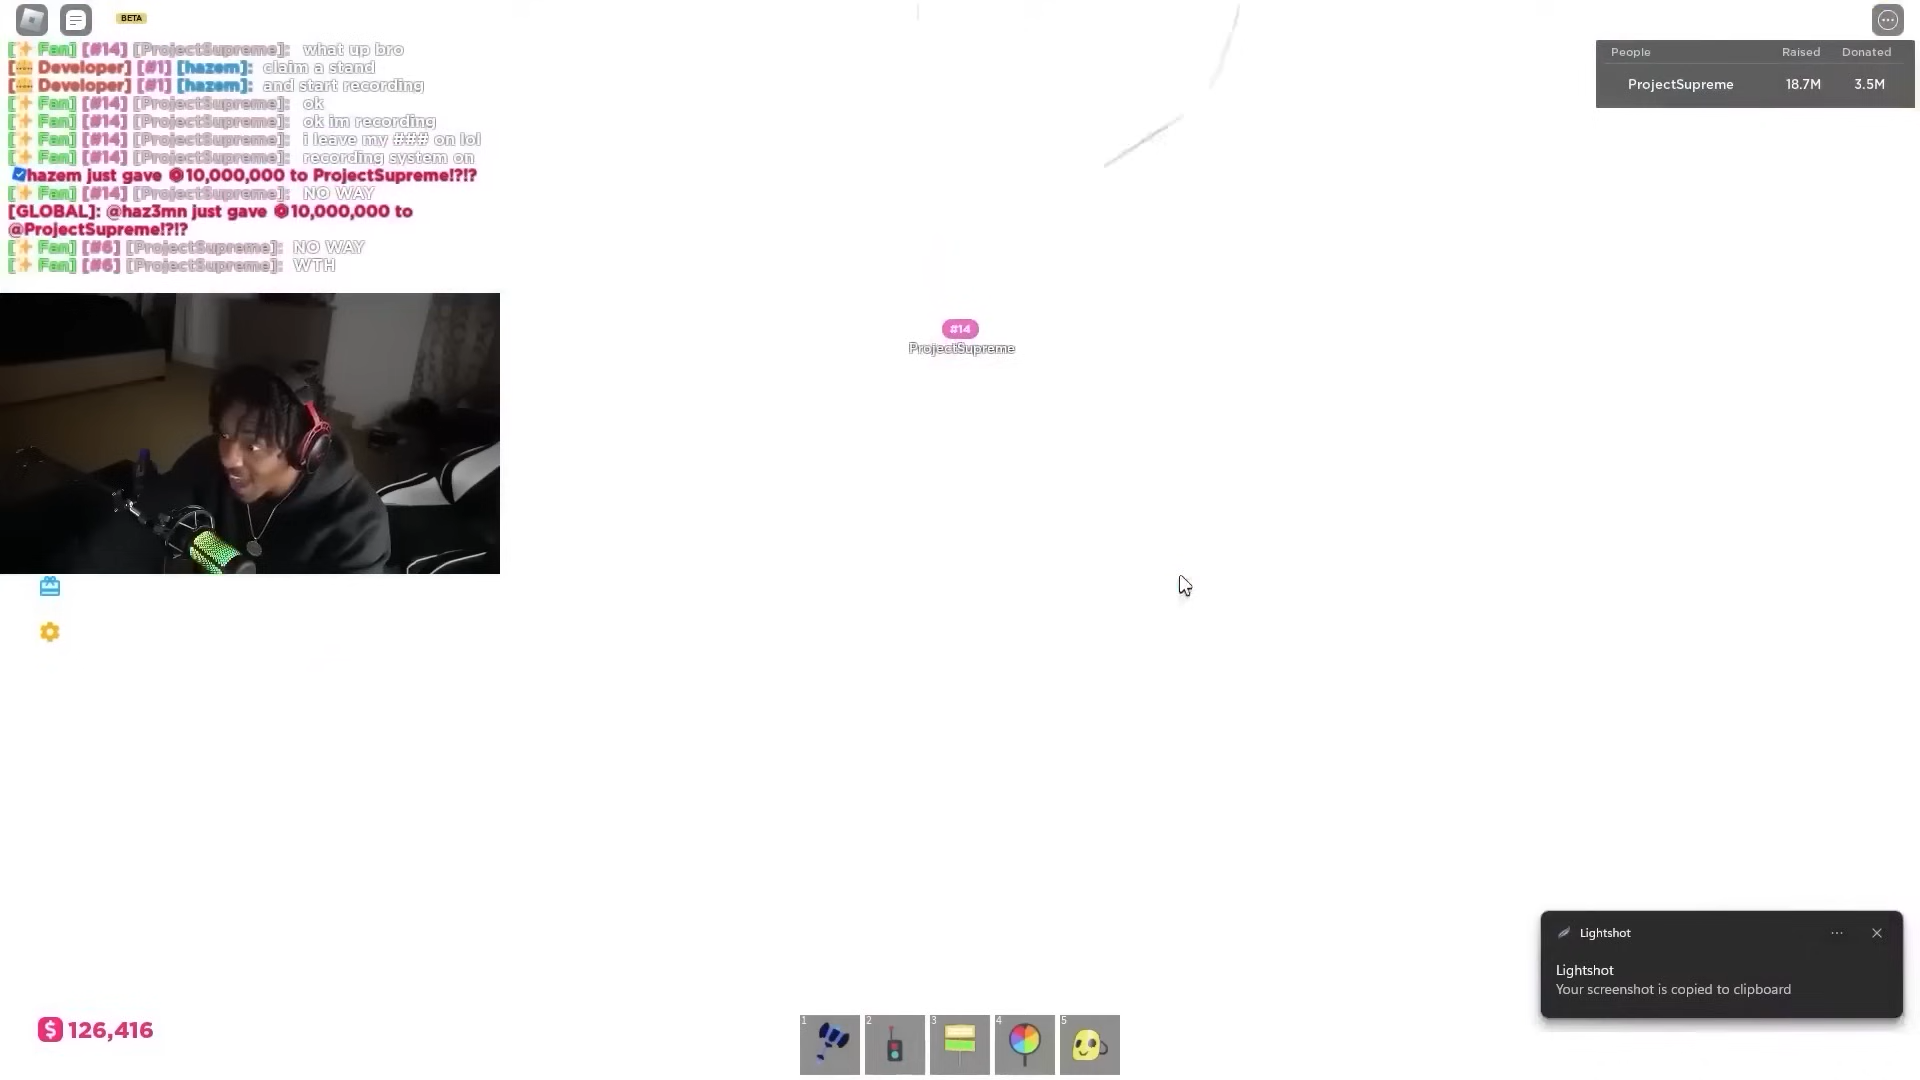 BETA
[✨ Fan] [#14] [ProjectSupreme]: what up bro
[Developer] [#1] [hazem]: claim a stand
[Developer] [#1] [hazem]: and start recording
[✨ Fan] [#14] [ProjectSupreme]: ok
[✨ Fan] [#14] [ProjectSupreme]: ok im recording
[✨ Fan] [#14] [ProjectSupreme]: i leave my ### on lol
[✨ Fan] [#14] [ProjectSupreme]: recording system on
hazem just gave 10,000,000 to ProjectSupreme!?!?
[✨ Fan] [#14] [ProjectSupreme]: NO WAY
[GLOBAL]: @haz3mn just gave 10,000,000 to
@ProjectSupreme!?!?
[✨ Fan] [#6] [ProjectSupreme]: NO WAY
[✨ Fan] [#6] [ProjectSupreme]: WTH
People Raised Donated
ProjectSupreme 18.7M 3.5M
#14
ProjectSupreme
Lightshot
Lightshot
Your screenshot is copied to clipboard
$ 126,416
1 2 3 4 5